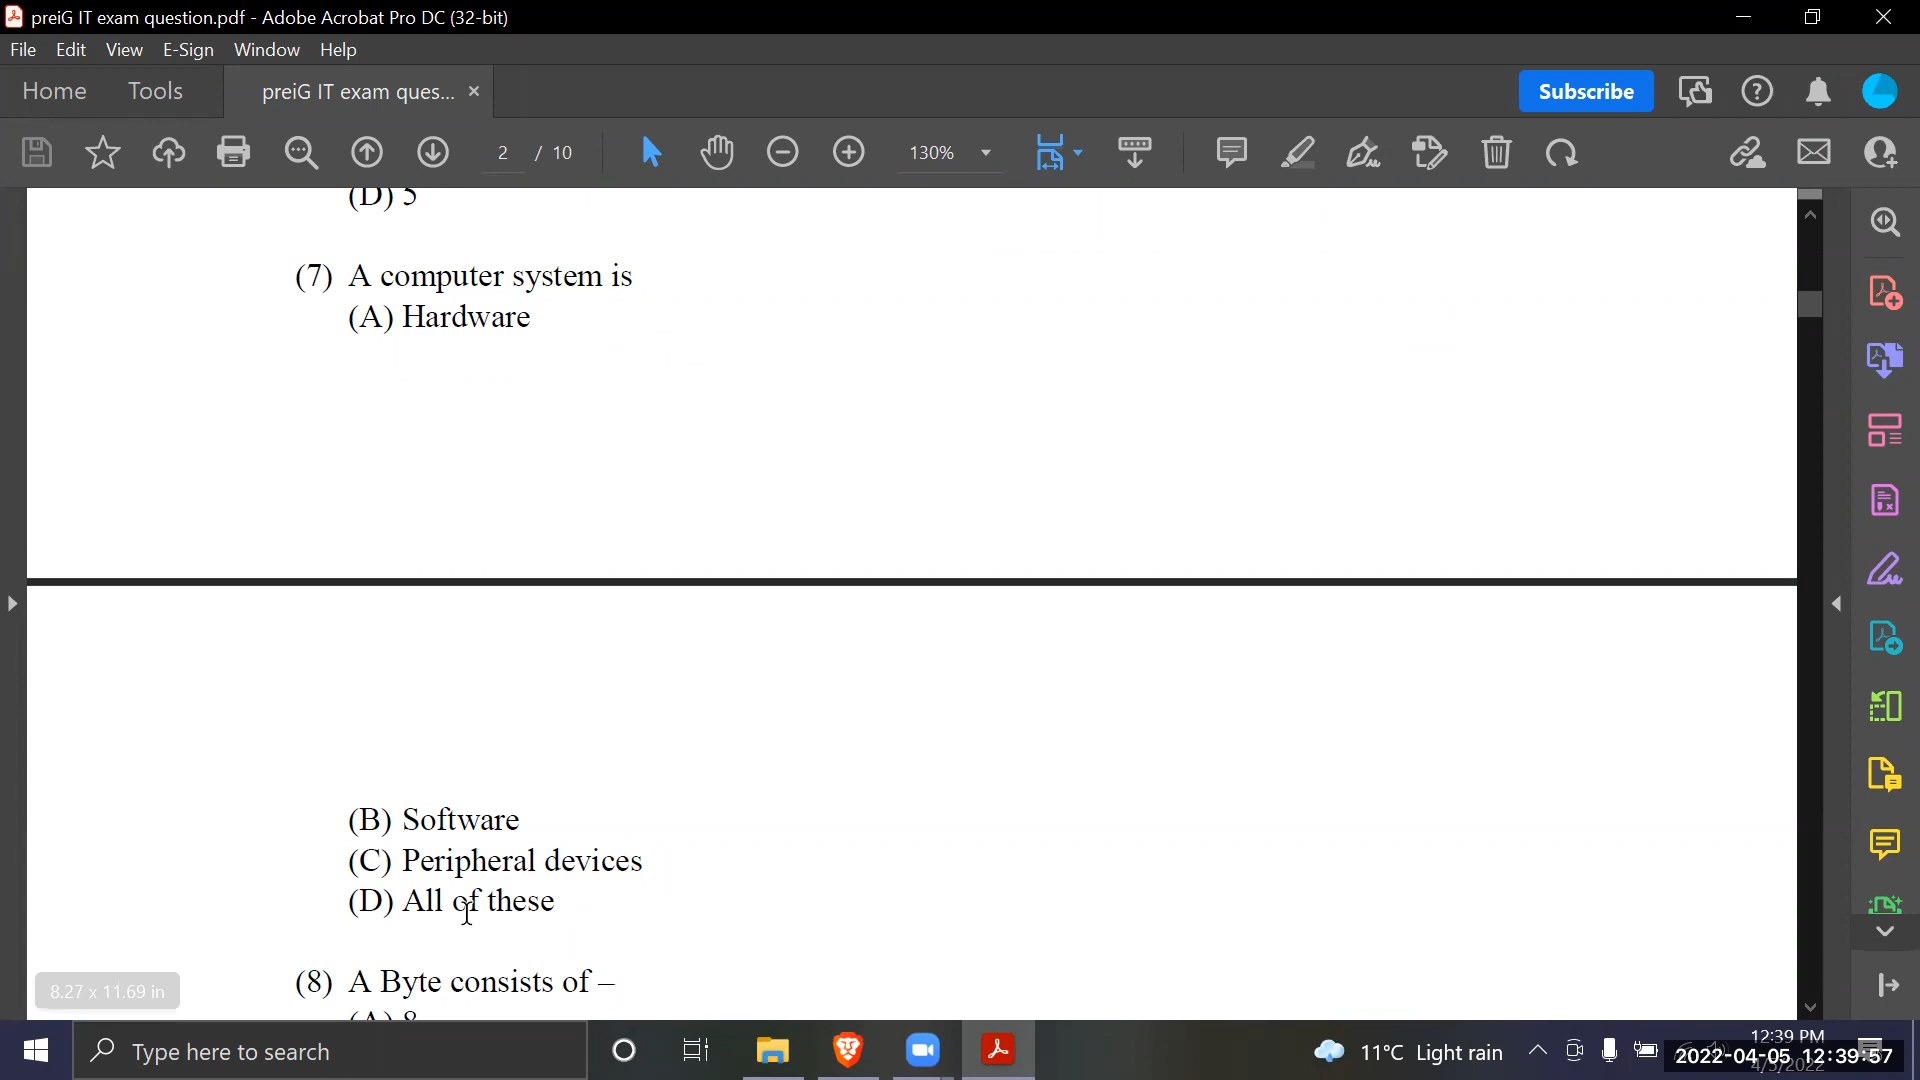 preiG IT exam question.pdf - Adobe Acrobat Pro DC (32-bit)
File Edit View E-Sign Window Help
Home Tools preiG IT exam ques... × Subscribe
2 / 10 130%
(D) 5
(7) A computer system is
(A) Hardware
(B) Software
(C) Peripheral devices
(D) All of these
(8) A Byte consists of –
(A) 8
8.27 x 11.69 in
Type here to search 11°C Light rain 12:39 PM
2022-04-05 12:39:57